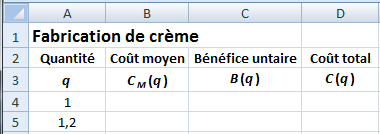 A B C D
1 Fabrication de crème
2 Quantité Coût moyen Bénéfice untaire Coût total
3 q C_M(q) B(q) C(q)
4 1
5 1,2